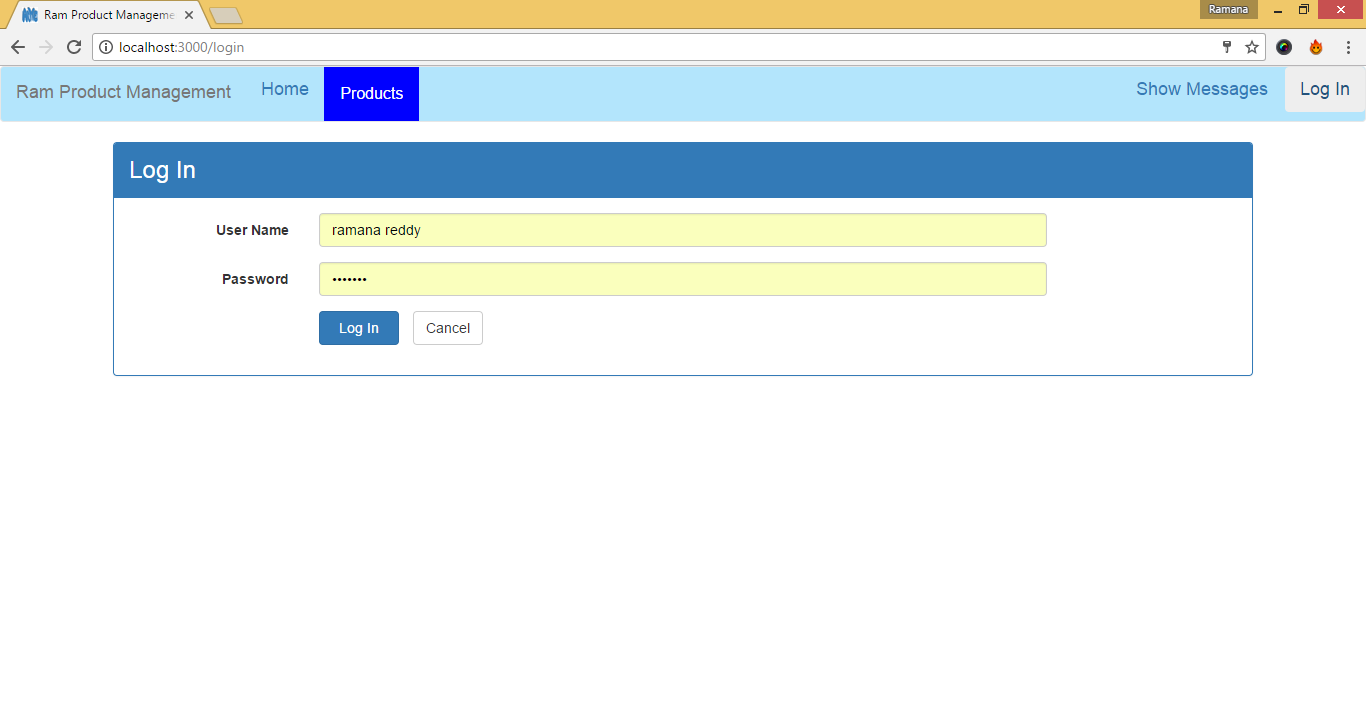 Ram Product Manageme
Ramana
localhost:3000/login
Ram Product Management Home Products Show Messages Log In
Log In
User Name ramana reddy
Password •••••••
Log In Cancel